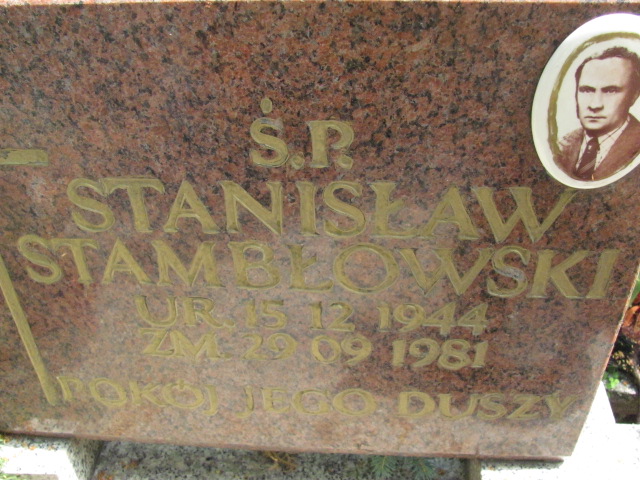 Ś.P.
STANISŁAW
STAMBŁOWSKI
UR. 15 12 1944
ZM. 29 09 1981
POKÓJ JEGO DUSZY